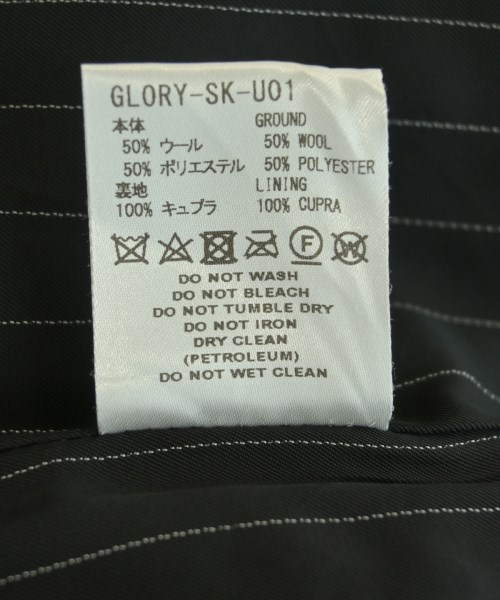 GLORY-SK-U01
本体 GROUND
50% ウール 50% WOOL
50% ポリエステル 50% POLYESTER
裏地 LINING
100% キュプラ 100% CUPRA
F W
DO NOT WASH
DO NOT BLEACH
DO NOT TUMBLE DRY
DO NOT IRON
DRY CLEAN
(PETROLEUM)
DO NOT WET CLEAN